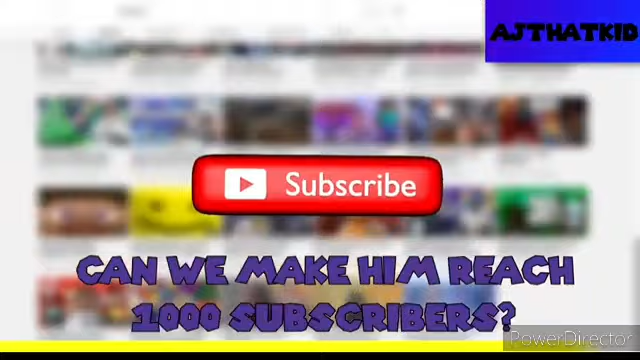 AJTHATKID
Subscribe
CAN WE MAKE HIM REACH
1000 SUBSCRIBERS?
PowerDirector